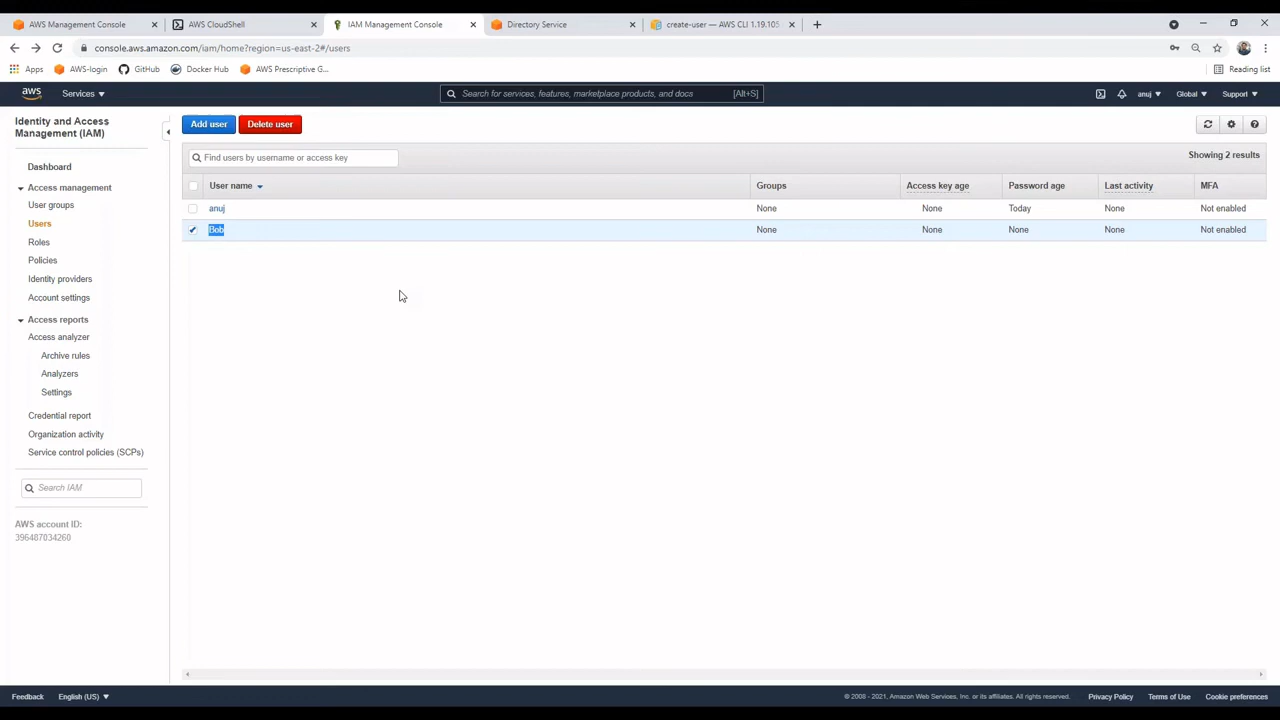 AWS Management Console
AWS CloudShell
IAM Management Console
Directory Service
create-user — AWS CLI 1.19.105
console.aws.amazon.com/iam/home?region=us-east-2#/users
Apps
AWS-login
GitHub
Docker Hub
AWS Prescriptive G...
Reading list
aws
Services
Search for services, features, marketplace products, and docs
[Alt+S]
anuj
Global
Support
Identity and Access
Management (IAM)
Dashboard
Access management
User groups
Users
Roles
Policies
Identity providers
Account settings
Access reports
Access analyzer
Archive rules
Analyzers
Settings
Credential report
Organization activity
Service control policies (SCPs)
Search IAM
AWS account ID:
396487034260
Add user
Delete user
Find users by username or access key
Showing 2 results
User name Groups Access key age Password age Last activity MFA
anuj None None Today None Not enabled
Bob None None None None Not enabled
Feedback
English (US)
© 2008 - 2021, Amazon Web Services, Inc. or its affiliates. All rights reserved.
Privacy Policy
Terms of Use
Cookie preferences